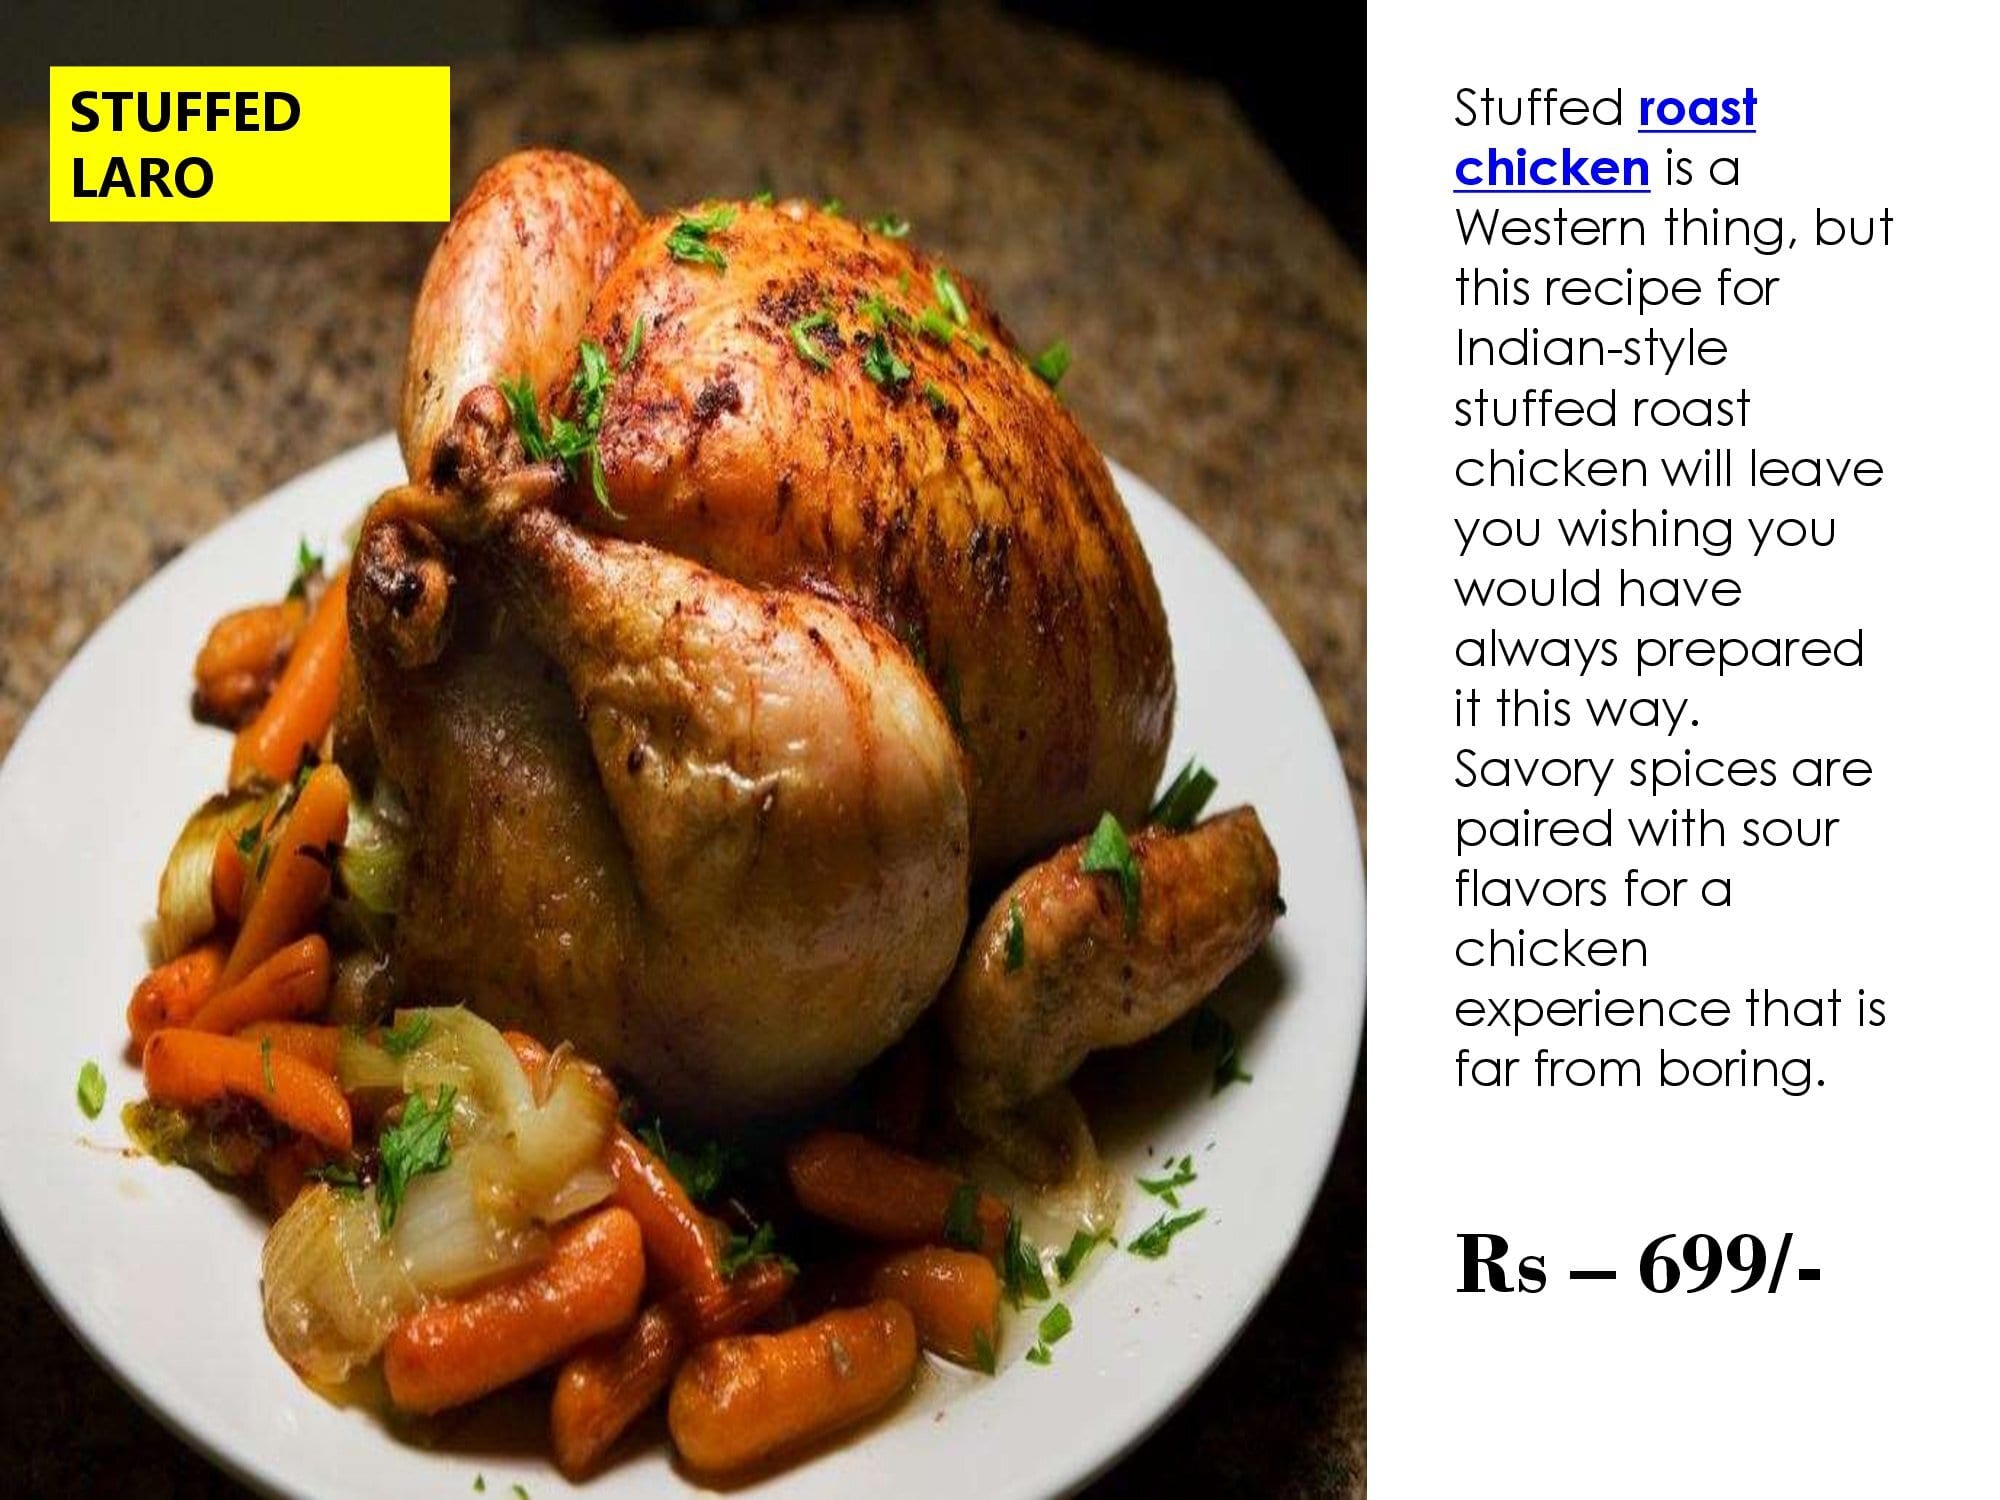 STUFFED
LARO
Stuffed roast
chicken is a
Western thing, but
this recipe for
Indian-style
stuffed roast
chicken will leave
you wishing you
would have
always prepared
it this way.
Savory spices are
paired with sour
flavors for a
chicken
experience that is
far from boring.
Rs – 699/-